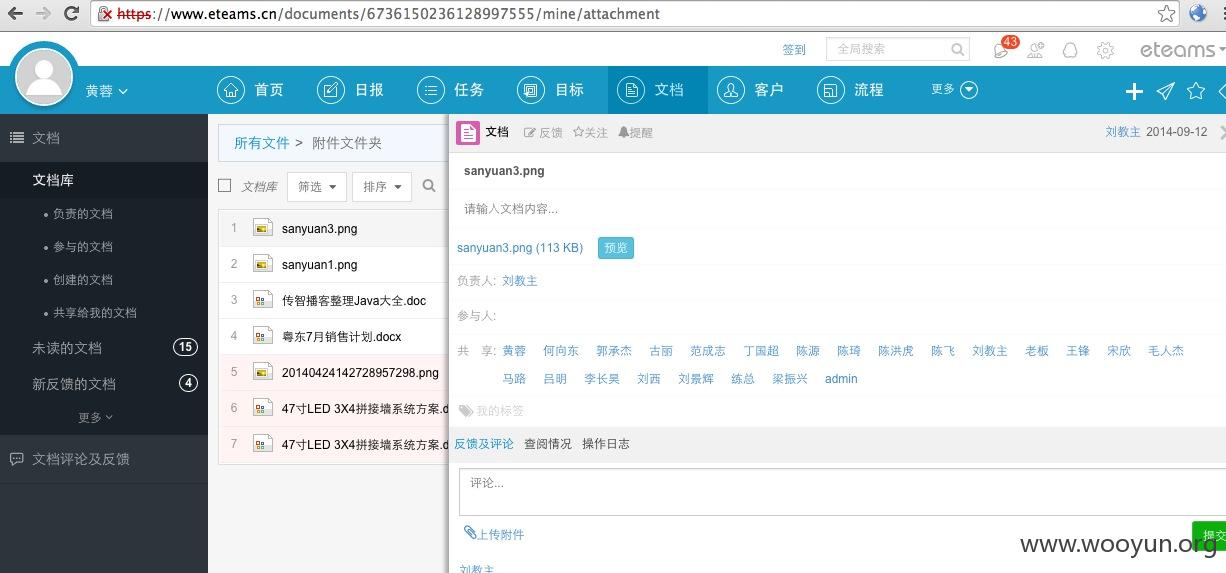 https://www.eteams.cn/documents/6736150236128997555/mine/attachment
签到 全局搜索 43 eteams
黄蓉 首页 日报 任务 目标 文档 客户 流程 更多
文档
文档库
负责的文档
参与的文档
创建的文档
共享给我的文档
未读的文档 15
新反馈的文档 4
更多
文档评论及反馈
所有文件 > 附件文件夹
文档库 筛选 排序
1 sanyuan3.png
2 sanyuan1.png
3 传智播客整理Java大全.doc
4 粤东7月销售计划.docx
5 20140424142728957298.png
6 47寸LED 3X4拼接墙系统方案.d
7 47寸LED 3X4拼接墙系统方案.d
文档 反馈 关注 提醒 刘教主 2014-09-12
sanyuan3.png
请输入文档内容...
sanyuan3.png (113 KB) 预览
负责人: 刘教主
参与人:
共 享: 黄蓉 何向东 郭承杰 古丽 范成志 丁国超 陈源 陈琦 陈洪虎 陈飞 刘教主 老板 王锋 宋欣 毛人杰
马路 吕明 李长昊 刘西 刘景辉 练总 梁振兴 admin
我的标签
反馈及评论 查阅情况 操作日志
评论...
上传附件
提交
刘教主
www.wooyun.org